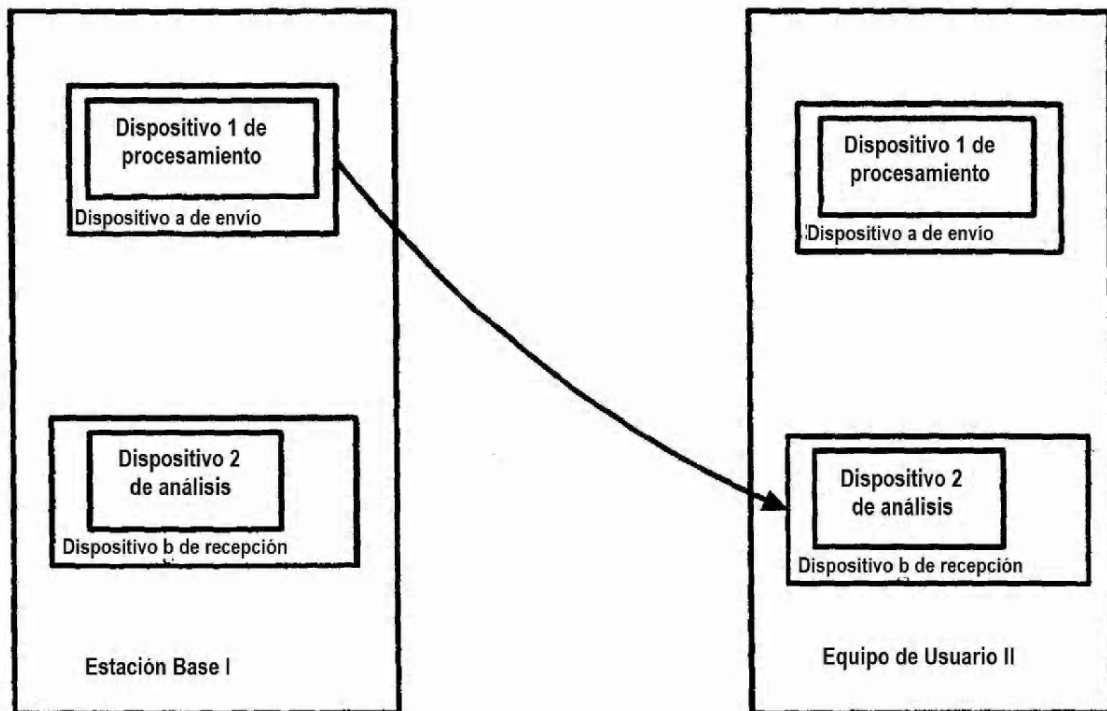 Dispositivo 1 de
procesamiento
Dispositivo a de envío
Dispositivo 2
de análisis
Dispositivo b de recepción
Estación Base I
Dispositivo 1 de
procesamiento
Dispositivo a de envío
Dispositivo 2
de análisis
Dispositivo b de recepción
Equipo de Usuario II